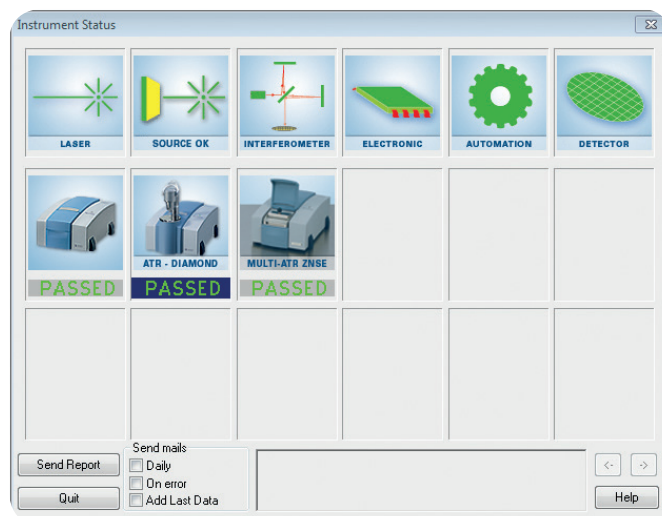 Instrument Status
LASER
SOURCE OK
INTERFEROMETER
ELECTRONIC
AUTOMATION
DETECTOR
ATR - DIAMOND
MULTI-ATR ZNSE
PASSED
PASSED
PASSED
Send mails
Send Report
Daily
On error
Quit
Add Last Data
<-
->
Help